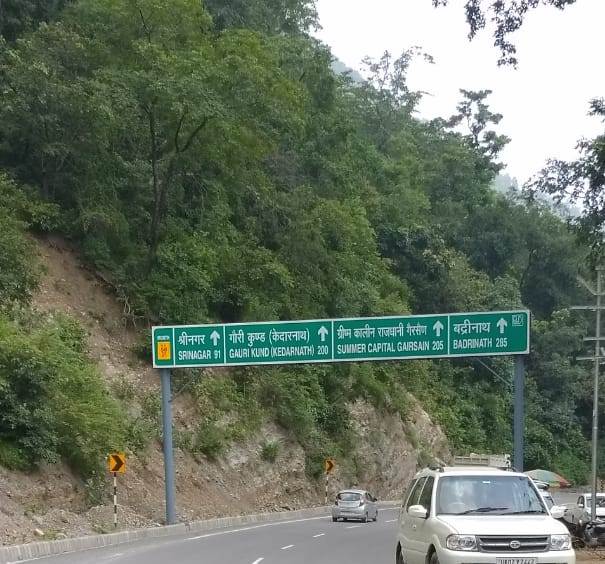 श्रीनगर
SRINAGAR 91
गौरी कुण्ड (केदारनाथ)
GAURI KUND (KEDARNATH) 200
ग्रीष्म कालीन राजधानी गैरसैंण
SUMMER CAPITAL GAIRSAIN 205
बद्रीनाथ
BADRINATH 285